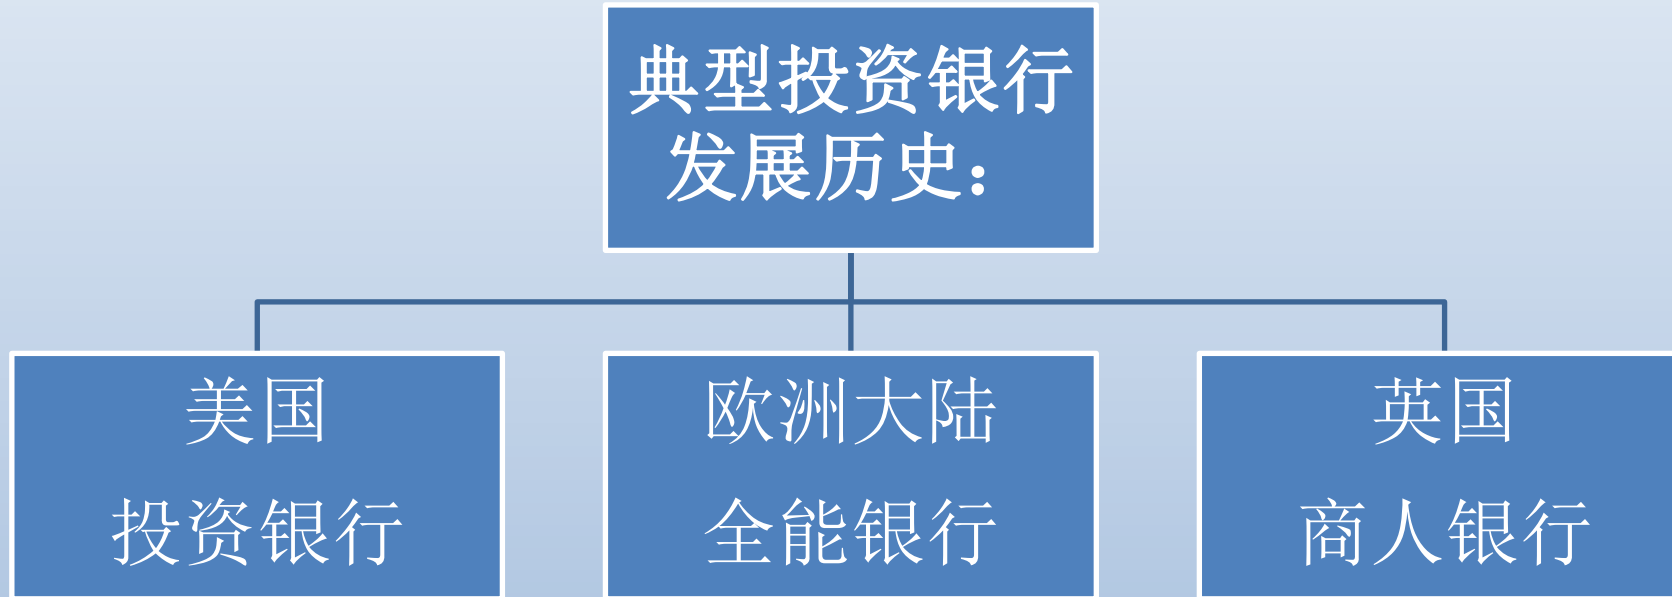 典型投资银行
发展历史：
美国
投资银行
欧洲大陆
全能银行
英国
商人银行